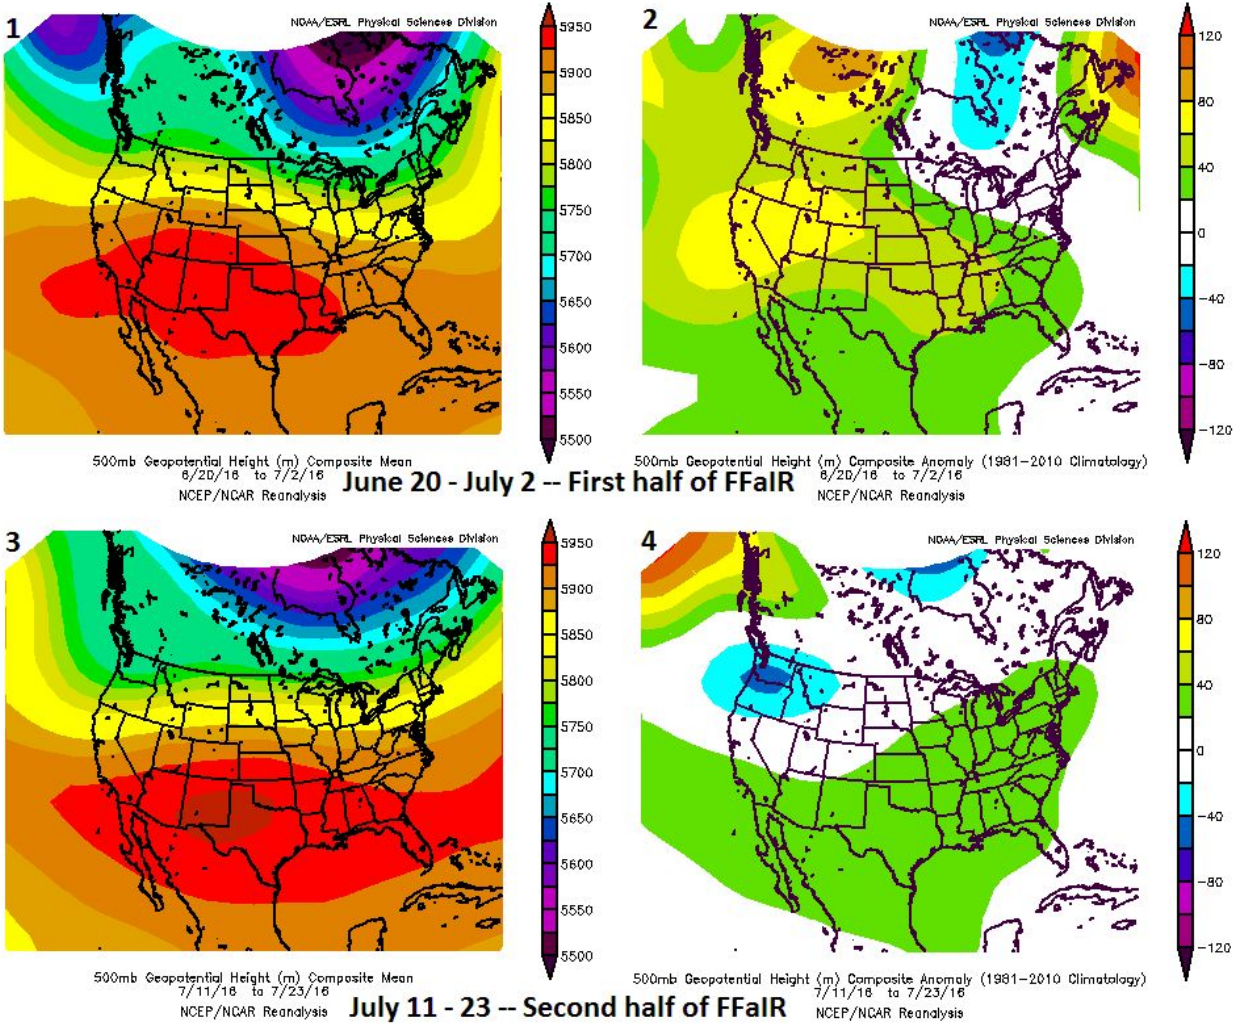 1
NOAA/ESRL Physical Sciences Division
5950
5900
5850
5800
5750
5700
5650
5600
5550
5500
500mb Geopotential Height (m) Composite Mean
6/20/16 to 7/2/16
NCEP/NCAR Reanalysis
2
NOAA/ESRL Physical Sciences Division
120
80
40
0
-40
-80
-120
500mb Geopotential Height (m) Composite Anomaly (1981-2010 Climatology)
6/20/16 to 7/2/16
NCEP/NCAR Reanalysis
June 20 - July 2 -- First half of FFaIR
3
NOAA/ESRL Physical Sciences Division
5950
5900
5850
5800
5750
5700
5650
5600
5550
5500
500mb Geopotential Height (m) Composite Mean
7/11/16 to 7/23/16
NCEP/NCAR Reanalysis
4
NOAA/ESRL Physical Sciences Division
120
80
40
0
-40
-80
-120
500mb Geopotential Height (m) Composite Anomaly (1981-2010 Climatology)
7/11/16 to 7/23/16
NCEP/NCAR Reanalysis
July 11 - 23 -- Second half of FFaIR